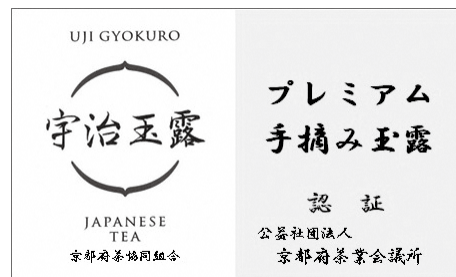 UJI GYOKURO
宇治玉露
JAPANESE
TEA
京都府茶協同組合
プレミアム
手摘み玉露
認 証
公益社団法人
京都府茶業会議所